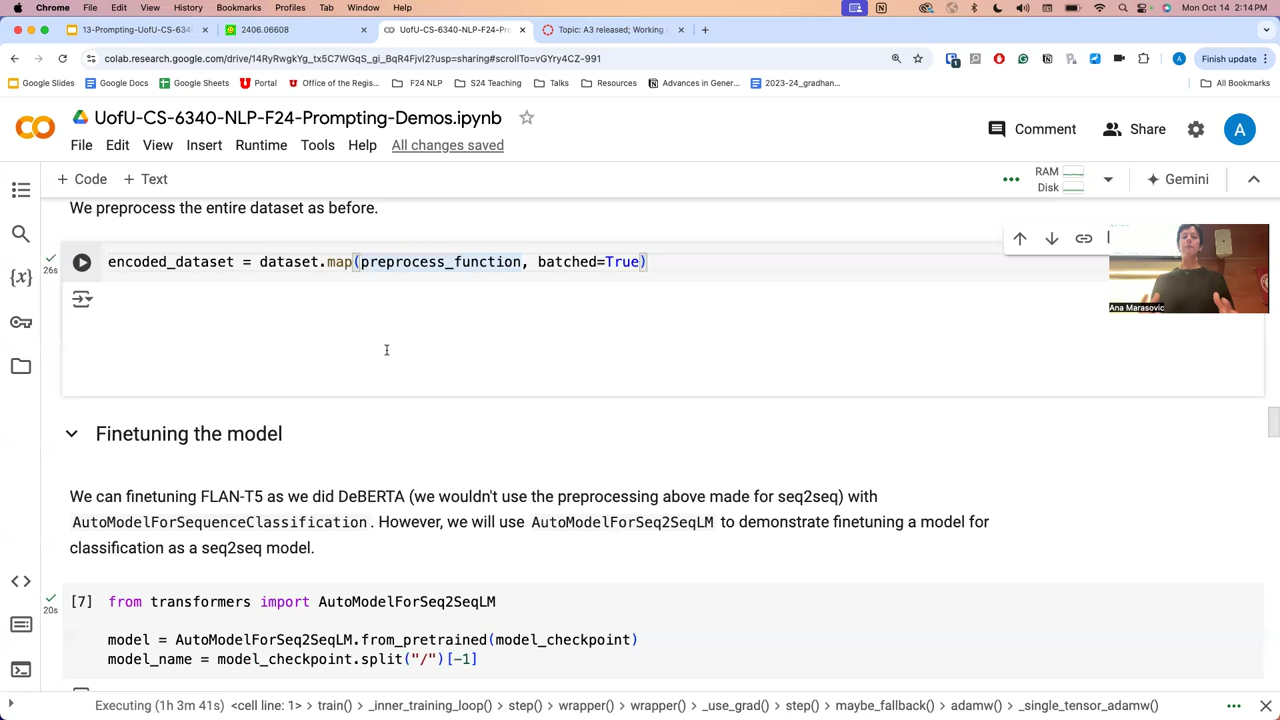 Chrome File Edit View History Bookmarks Profiles Tab Window Help Mon Oct 14 2:14 PM
13-Prompting-UofU-CS-634 2406.06608 UofU-CS-6340-NLP-F24-Pro Topic: A3 released; Working
colab.research.google.com/drive/14RyRwgkYa_tx5C7WGqS_gi_BqR4FjvI2?usp=sharing#scrollTo=vGYry4CZ-991 A Finish update
Google Slides Google Docs Google Sheets Portal Office of the Regis... F24 NLP S24 Teaching Talks Resources Advances in Gener... 2023-24_gradhan... All Bookmarks
UofU-CS-6340-NLP-F24-Prompting-Demos.ipynb
Comment Share A
File Edit View Insert Runtime Tools Help All changes saved
+ Code + Text RAM Disk Gemini
We preprocess the entire dataset as before.
encoded_dataset = dataset.map(preprocess_function, batched=True)
26s
Ana Marasovic
Finetuning the model
We can finetuning FLAN-T5 as we did DeBERTA (we wouldn't use the preprocessing above made for seq2seq) with
AutoModelForSequenceClassification. However, we will use AutoModelForSeq2SeqLM to demonstrate finetuning a model for
classification as a seq2seq model.
[7] from transformers import AutoModelForSeq2SeqLM
20s
model = AutoModelForSeq2SeqLM.from_pretrained(model_checkpoint)
model_name = model_checkpoint.split("/")[-1]
Executing (1h 3m 41s) <cell line: 1> train() _inner_training_loop() step() wrapper() wrapper() _use_grad() step() maybe_fallback() adamw() _single_tensor_adamw()